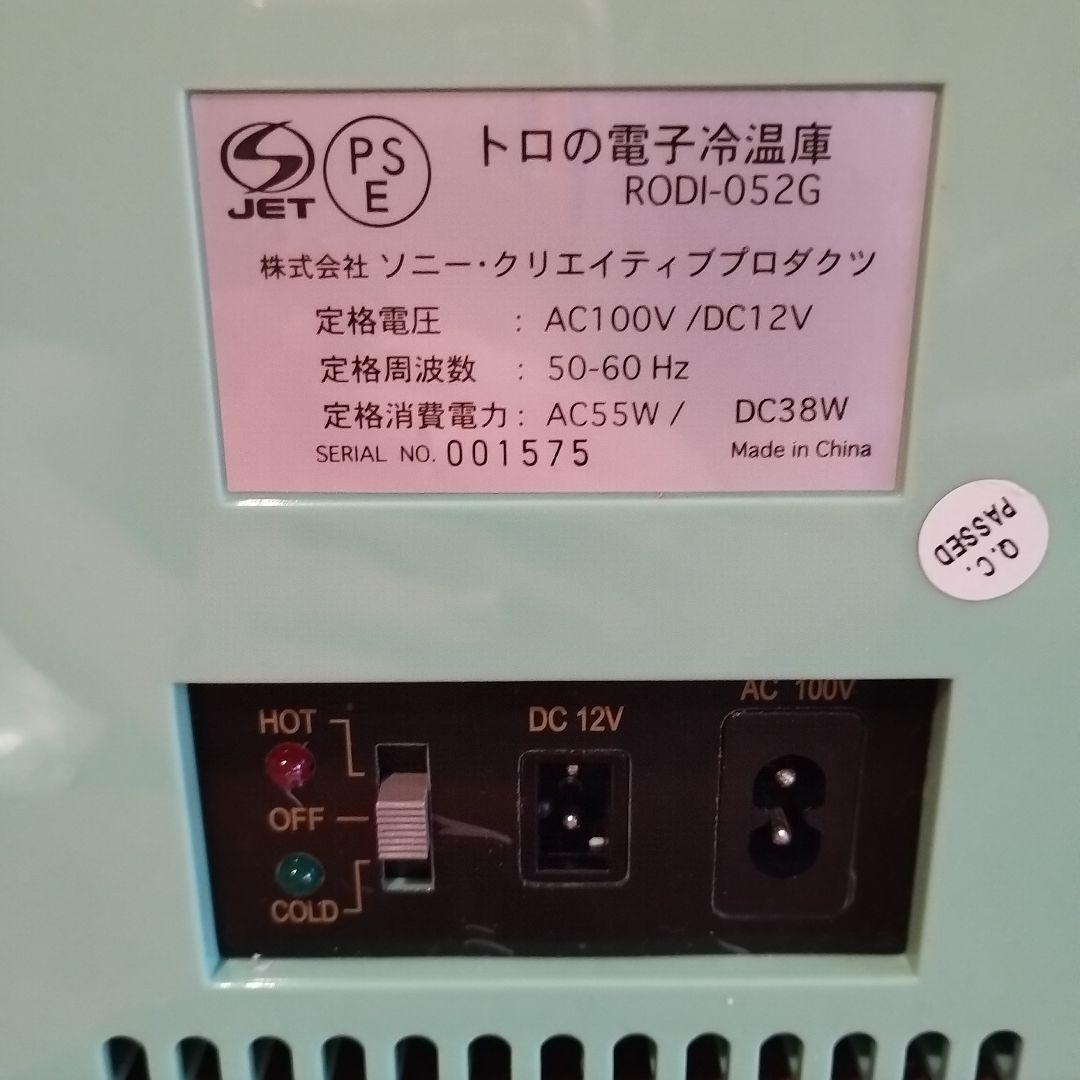 JET
PS
E
トロの電子冷温庫
RODI-052G
株式会社 ソニー・クリエイティブプロダクツ
定格電圧 : AC100V /DC12V
定格周波数 : 50-60 Hz
定格消費電力 : AC55W / DC38W
SERIAL NO. 001575 Made in China
Q.C.
PASSED
HOT
OFF
COLD
DC 12V
AC 100V